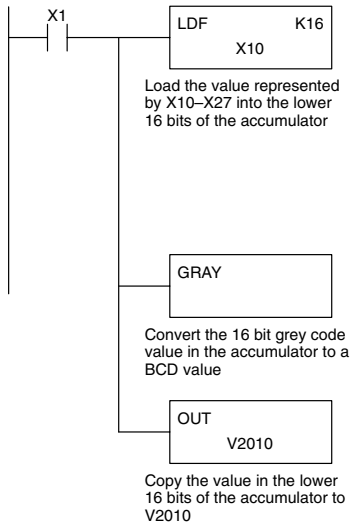 X1
LDF K16
X10
Load the value represented
by X10–X27 into the lower
16 bits of the accumulator
GRAY
Convert the 16 bit grey code
value in the accumulator to a
BCD value
OUT
V2010
Copy the value in the lower
16 bits of the accumulator to
V2010